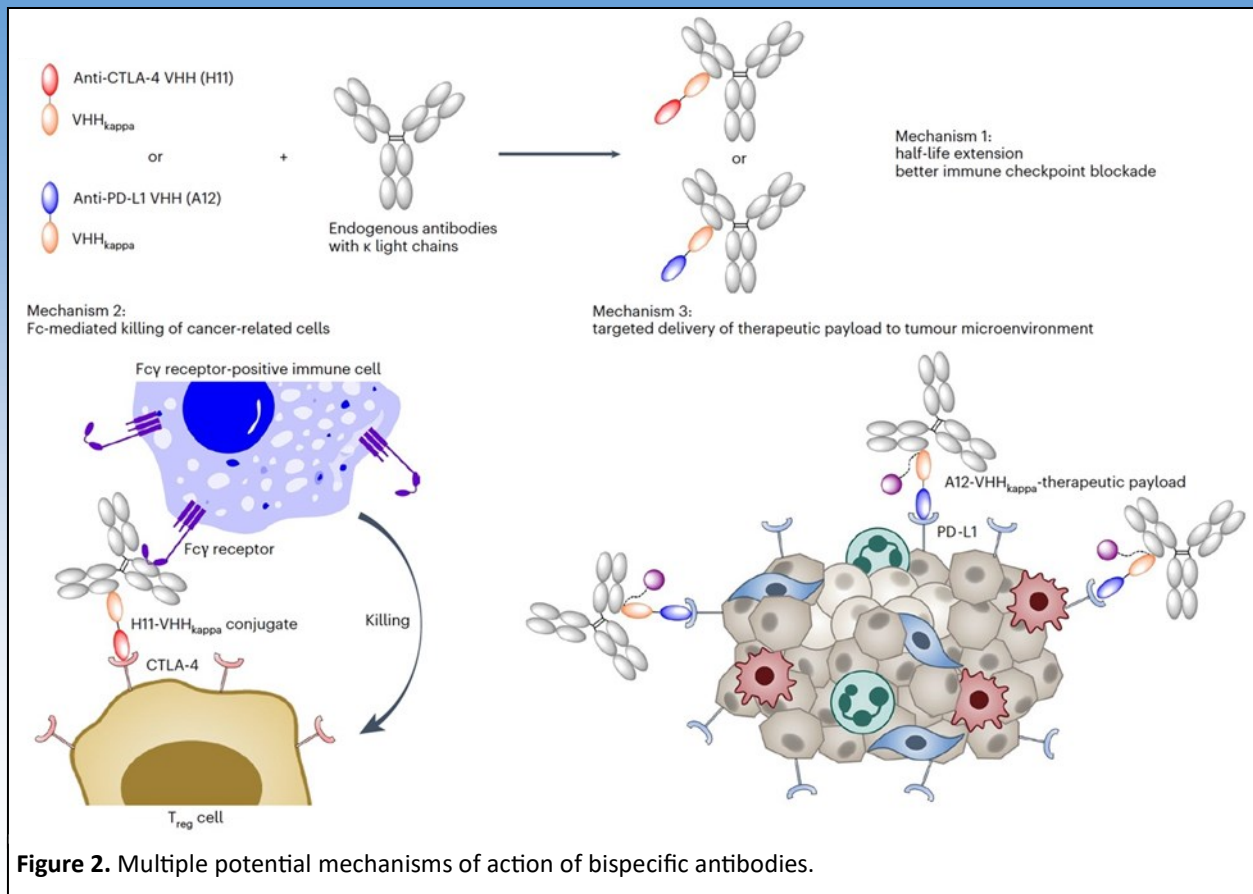 Anti-CTLA-4 VHH (H11)
VHHkappa
or
+
Anti-PD-L1 VHH (A12)
VHHkappa
Endogenous antibodies
with κ light chains
or
Mechanism 1:
half-life extension
better immune checkpoint blockade
Mechanism 2:
Fc-mediated killing of cancer-related cells
Fcγ receptor-positive immune cell
Fcγ receptor
H11-VHHkappa conjugate
Killing
CTLA-4
Treg cell
Mechanism 3:
targeted delivery of therapeutic payload to tumour microenvironment
A12-VHHkappa-therapeutic payload
PD-L1
Figure 2. Multiple potential mechanisms of action of bispecific antibodies.